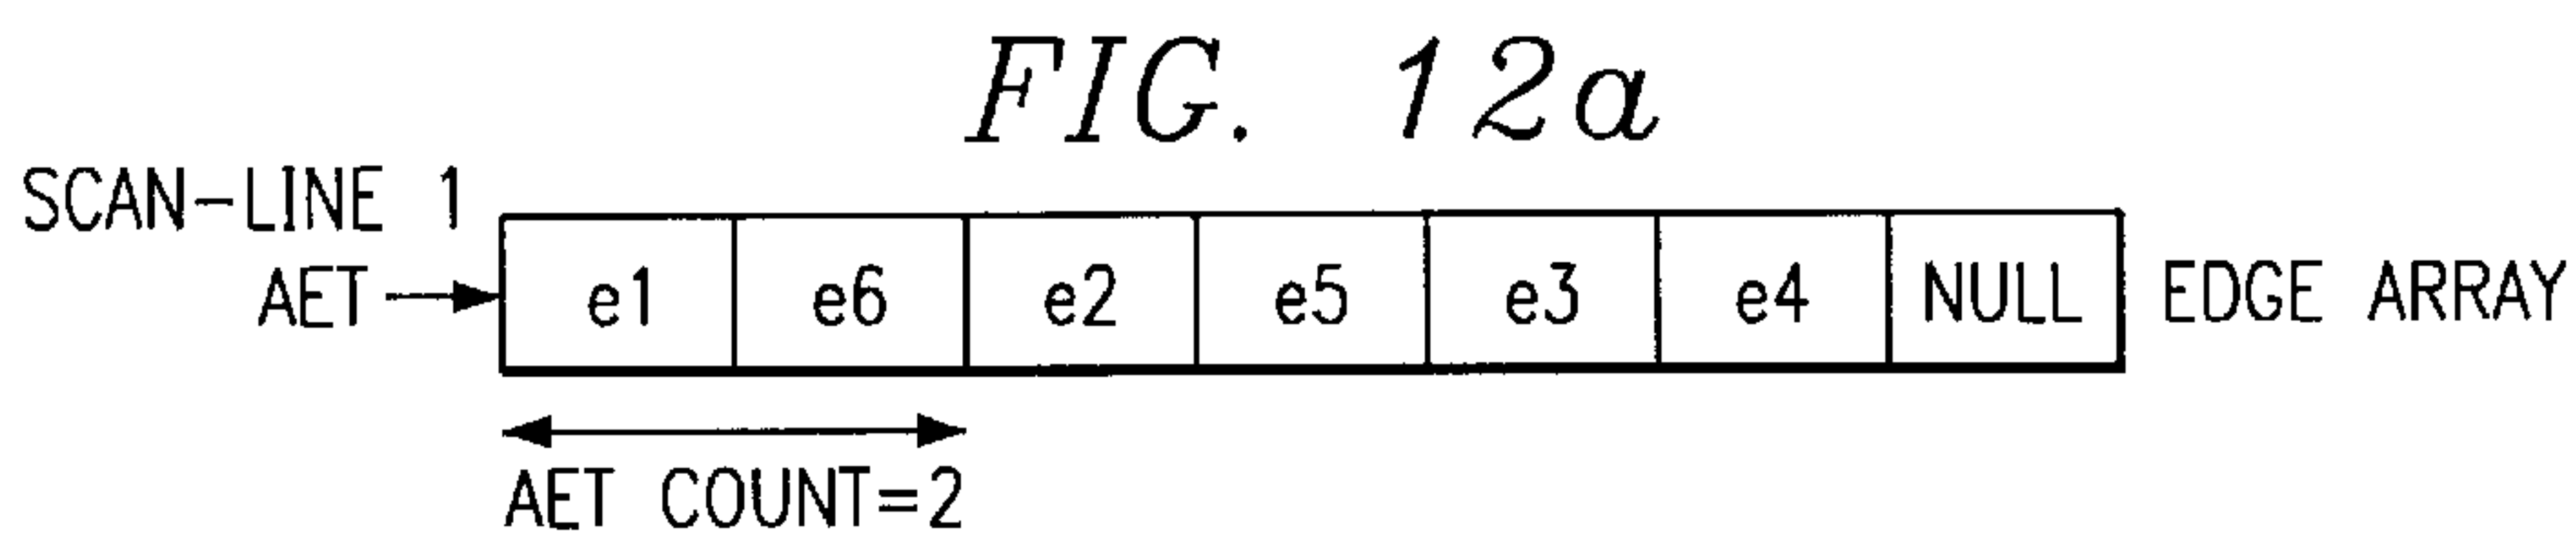 FIG. 12a
SCAN-LINE 1
AET e1 e6 e2 e5 e3 e4 NULL EDGE ARRAY
AET COUNT=2